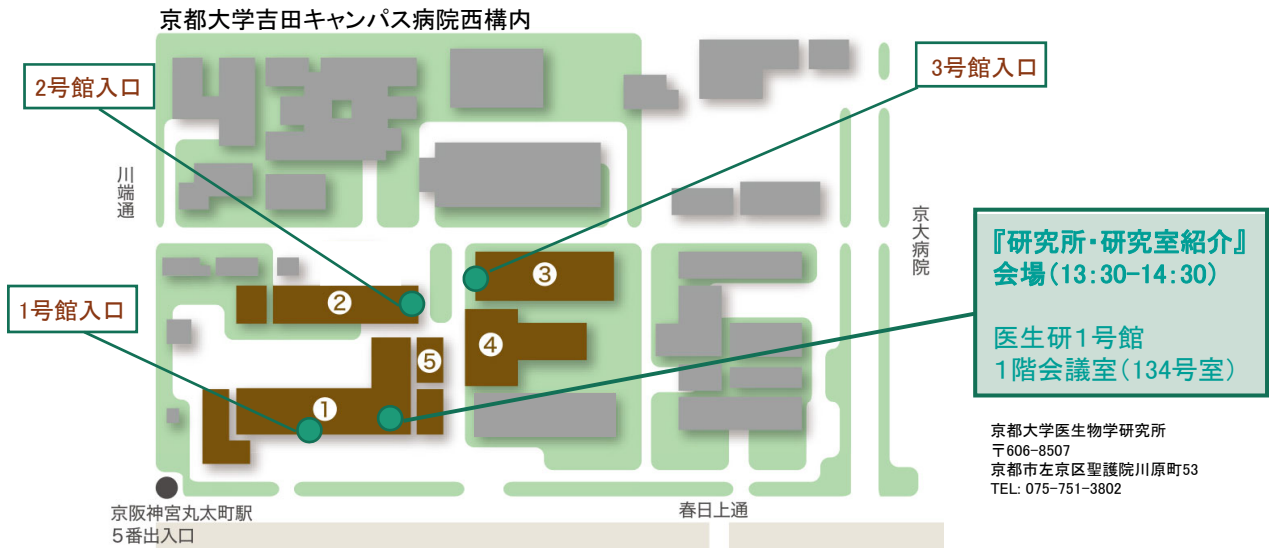 京都大学吉田キャンパス病院西構内
2号館入口
3号館入口
川端通
京大病院
『研究所・研究室紹介』
会場(13:30-14:30)
医生研1号館
1階会議室(134号室)
1号館入口
③
②
④
⑤
①
京都大学医生物学研究所
〒606-8507
京都市左京区聖護院川原町53
TEL: 075-751-3802
京阪神宮丸太町駅
5番出入口
春日上通